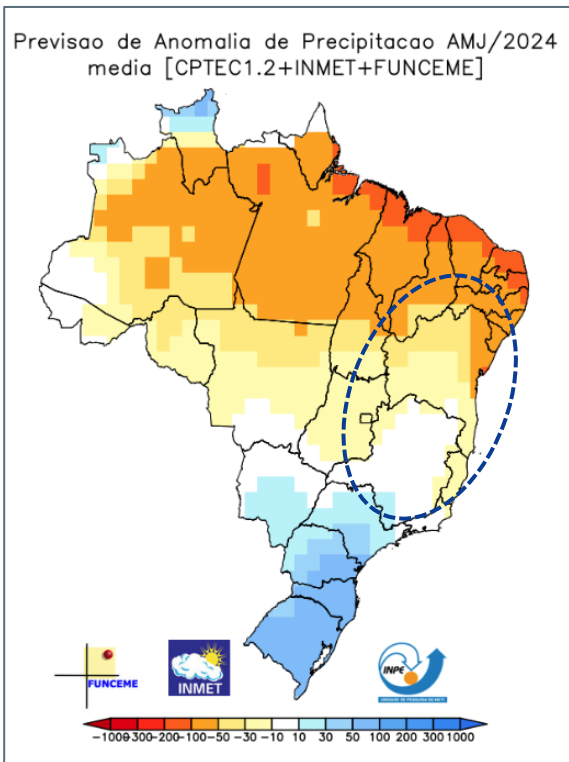 Previsao de Anomalia de Precipitacao AMJ/2024
media [CPTEC1.2+INMET+FUNCEME]
FUNCEME
INMET
INPE
-1000 -300 -200 -100 -50 -30 -10 10 30 50 100 200 300 1000